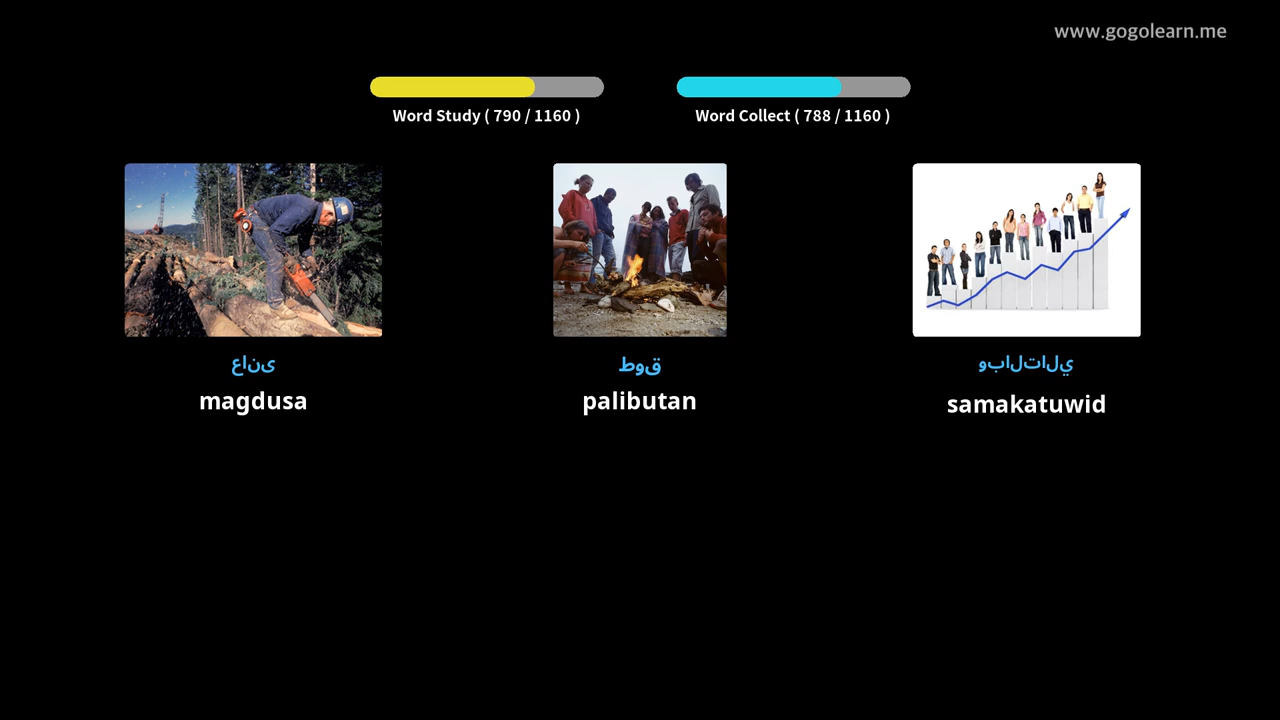 www.gogolearn.me
Word Study ( 790 / 1160 )
Word Collect ( 788 / 1160 )
عانى
magdusa
طوق
palibutan
وبالتالي
samakatuwid